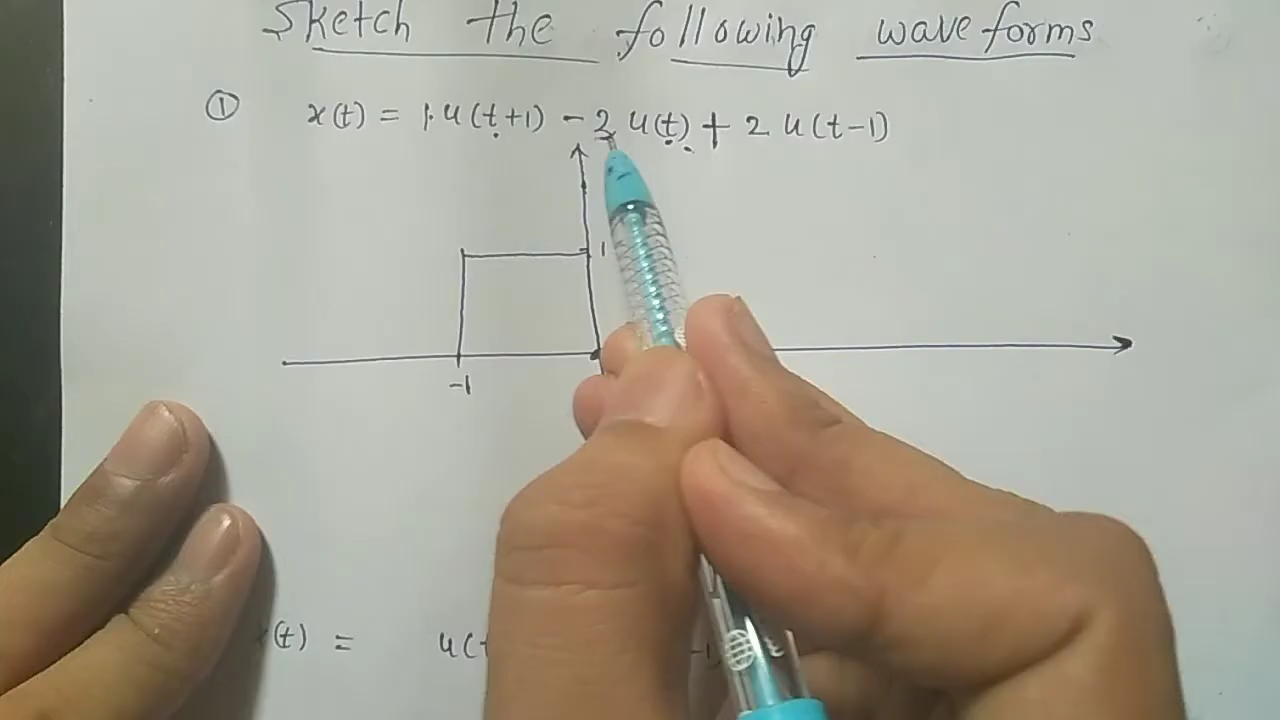 Sketch the following waveforms
① x(t) = 1.u(t+1) - 2 u(t) + 2 u(t-1)
1
-1
(t) = u(t